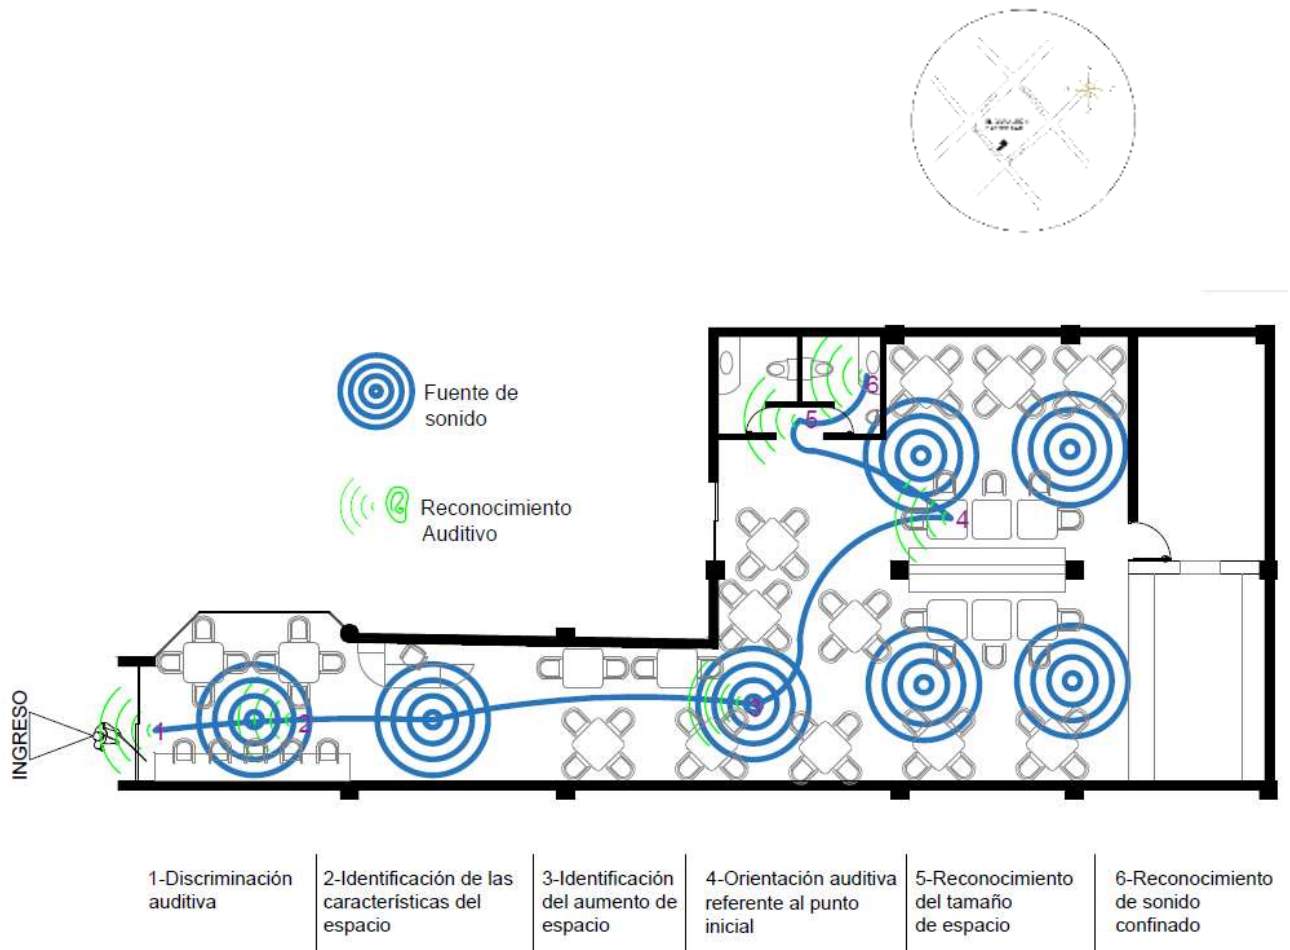 Fuente de
sonido
Reconocimiento
Auditivo
6
5
4
3
2
1
INGRESO
1-Discriminación
auditiva
2-Identificación de las
características del
espacio
3-Identificación
del aumento de
espacio
4-Orientación auditiva
referente al punto
inicial
5-Reconocimiento
del tamaño
de espacio
6-Reconocimiento
de sonido
confinado